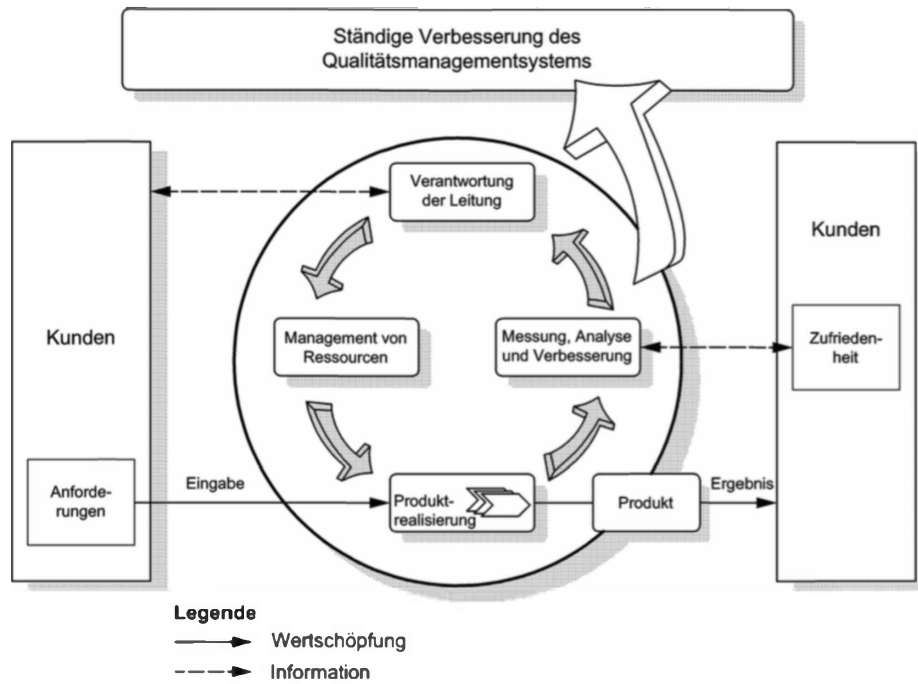 Ständige Verbesserung des
Qualitätsmanagementsystems
Verantwortung
der Leitung
Kunden
Kunden
Management von
Ressourcen
Messung, Analyse
und Verbesserung
Zufrieden-
heit
Anforde-
rungen
Eingabe
Produkt-
realisierung
Produkt
Ergebnis
Legende
Wertschöpfung
Information